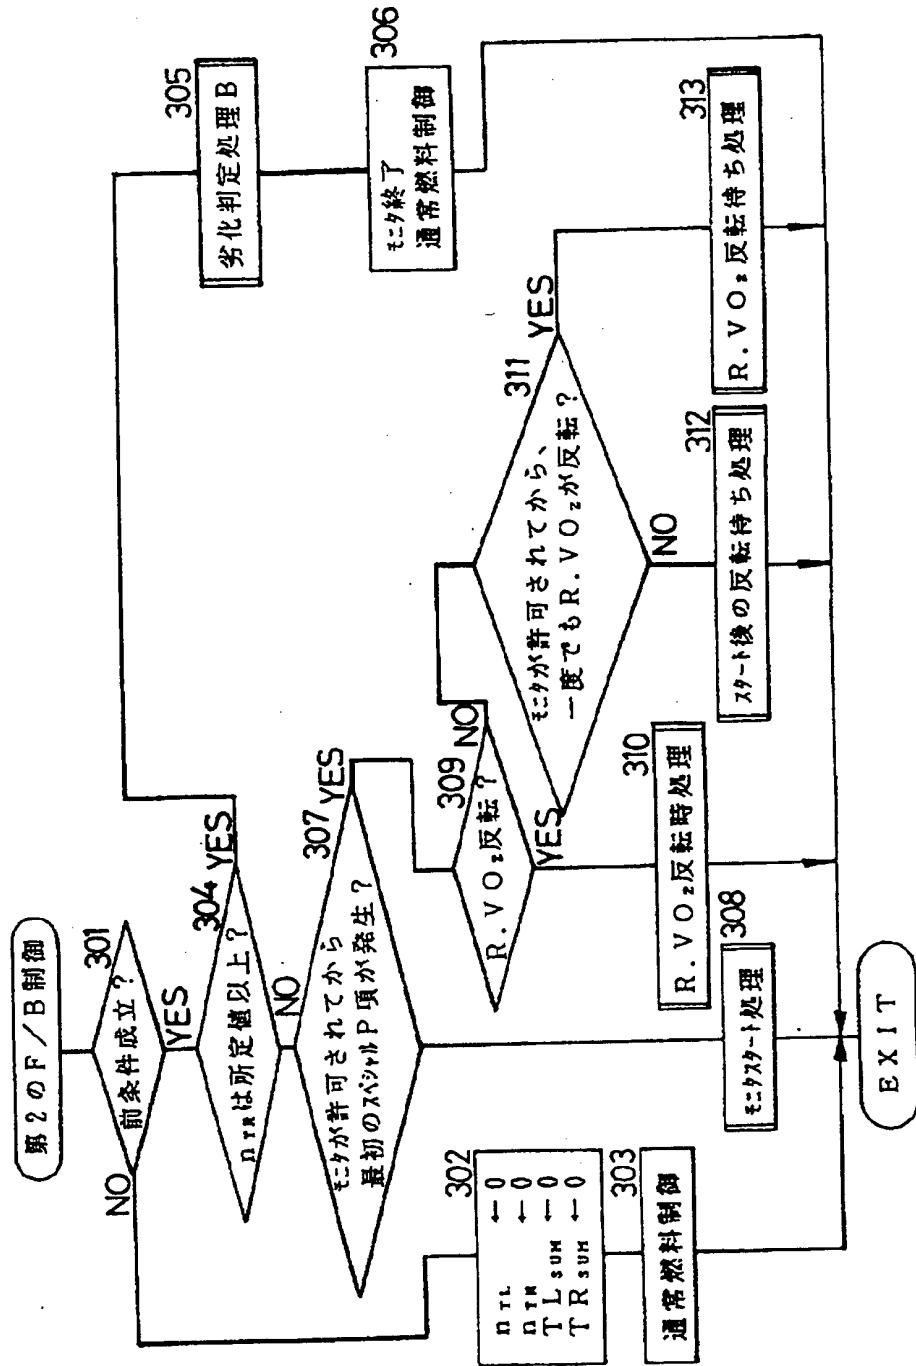 第2のF/B制御
301
前条件成立?
NO
YES
302
nTL ←0
nTR ←0
TLSUM ←0
TRSUM ←0
303
通常燃料制御
304
nTRは所定値以上?
YES
NO
305
劣化判定処理B
306
モニタ終了
通常燃料制御
307
モニタが許可されてから
最初のスペシャルP項が発生?
YES
308
モニタスタート処理
309
R.VO₂反転?
NO
YES
310
R.VO₂反転時処理
311
モニタが許可されてから、
一度でもR.VO₂が反転?
YES
NO
312
スタート後の反転待ち処理
313
R.VO₂反転待ち処理
EXIT